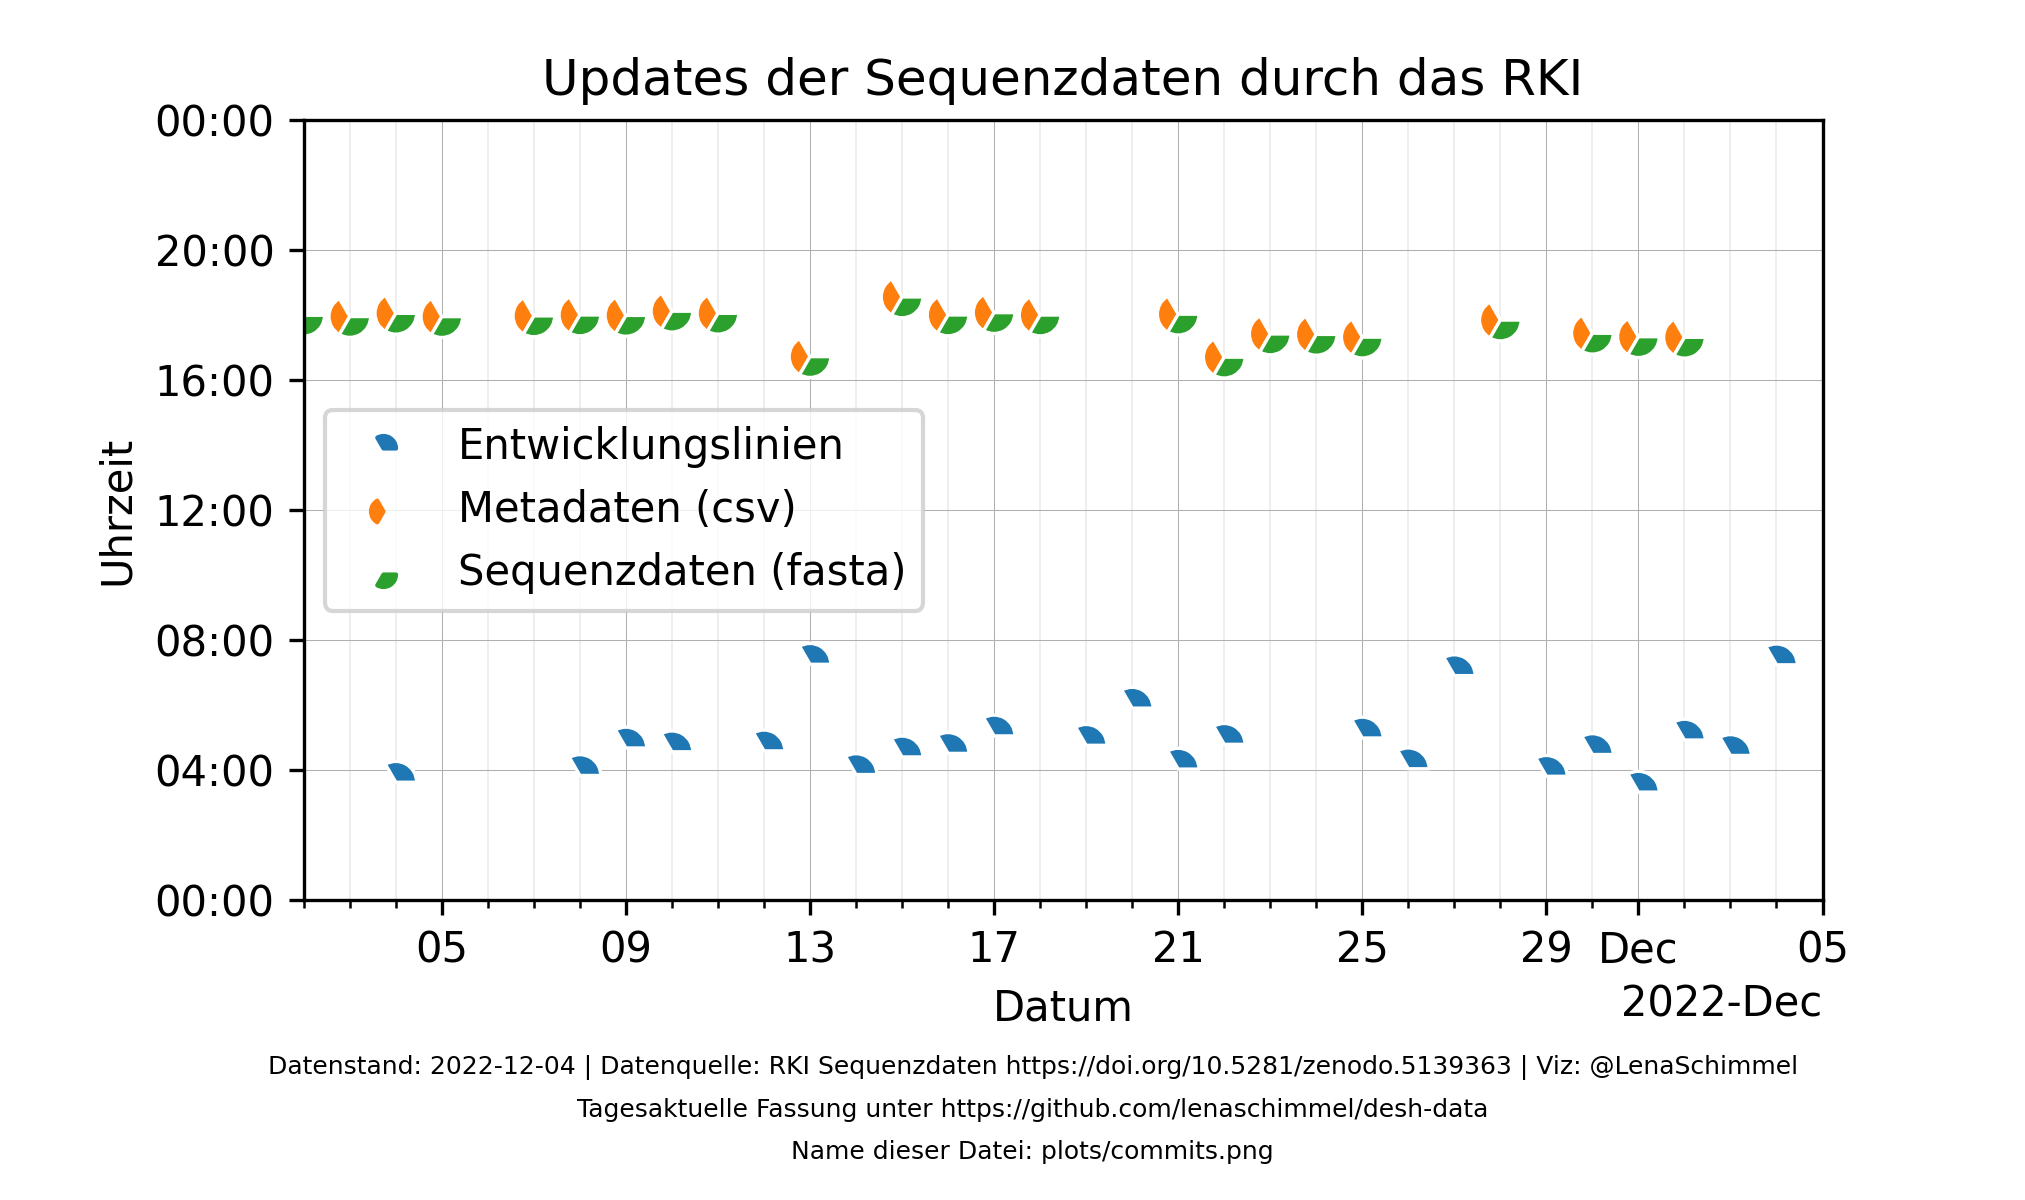 Updates der Sequenzdaten durch das RKI
00:00
20:00
16:00
12:00
08:00
04:00
00:00
Uhrzeit
Entwicklungslinien
Metadaten (csv)
Sequenzdaten (fasta)
05 09 13 17 21 25 29 Dec 05
Datum
2022-Dec
Datenstand: 2022-12-04 | Datenquelle: RKI Sequenzdaten https://doi.org/10.5281/zenodo.5139363 | Viz: @LenaSchimmel
Tagesaktuelle Fassung unter https://github.com/lenaschimmel/desh-data
Name dieser Datei: plots/commits.png